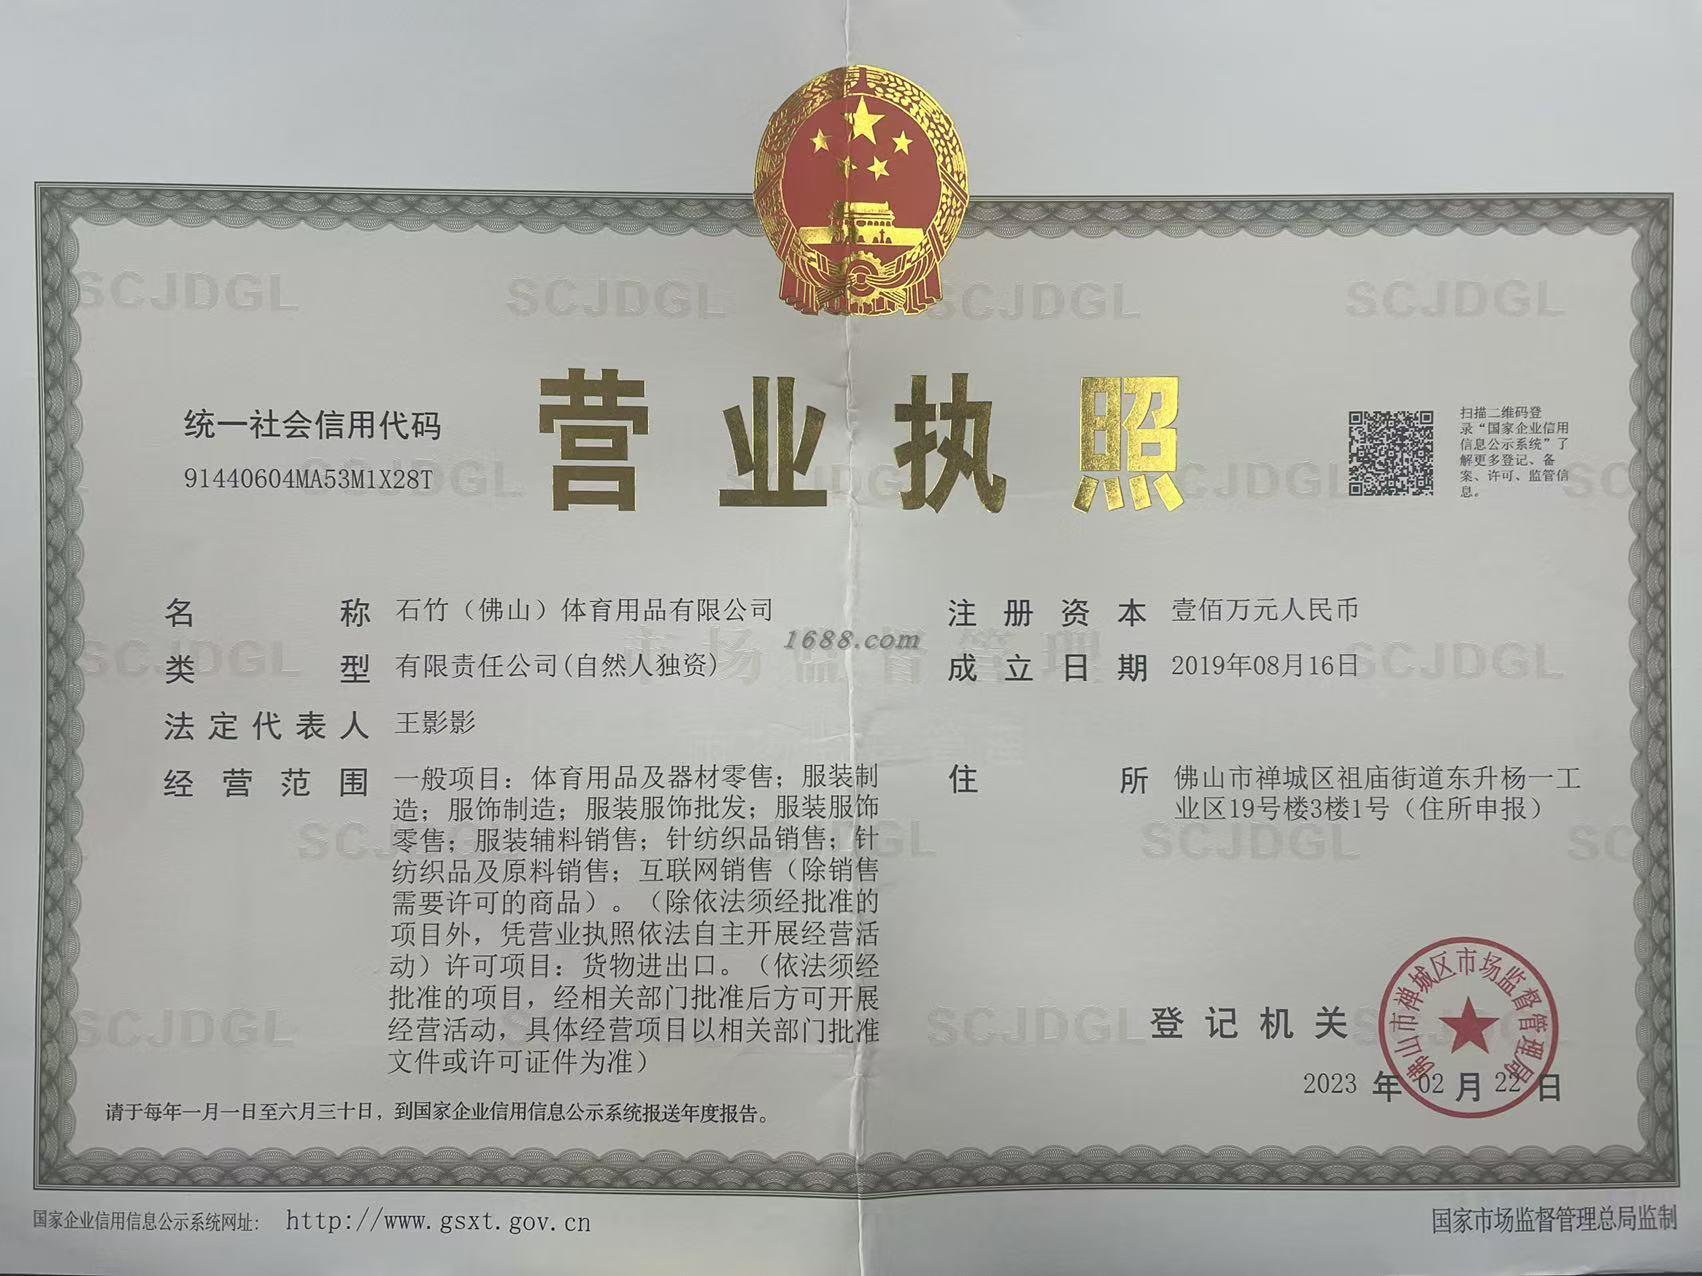 营业执照
统一社会信用代码
91440604MA53M1X28T
扫描二维码登
录“国家企业信用
信息公示系统”了
解更多登记、备
案、许可、监管信
息。
名称 石竹（佛山）体育用品有限公司
类型 有限责任公司(自然人独资)
法定代表人 王影影
经营范围 一般项目：体育用品及器材零售；服装制
造；服饰制造；服装服饰批发；服装服饰
零售；服装辅料销售；针纺织品销售；针
纺织品及原料销售；互联网销售（除销售
需要许可的商品）。（除依法须经批准的
项目外，凭营业执照依法自主开展经营活
动）许可项目：货物进出口。（依法须经
批准的项目，经相关部门批准后方可开展
经营活动，具体经营项目以相关部门批准
文件或许可证件为准）
注册资本 壹佰万元人民币
成立日期 2019年08月16日
住所 佛山市禅城区祖庙街道东升杨一工
业区19号楼3楼1号（住所申报）
1688.com
市场监督管理
SCJDGL
登记机关
佛山市禅城区市场监督管理局
2023 年 02 月 22 日
请于每年一月一日至六月三十日，到国家企业信用信息公示系统报送年度报告。
国家企业信用信息公示系统网址： http://www.gsxt.gov.cn
国家市场监督管理总局监制